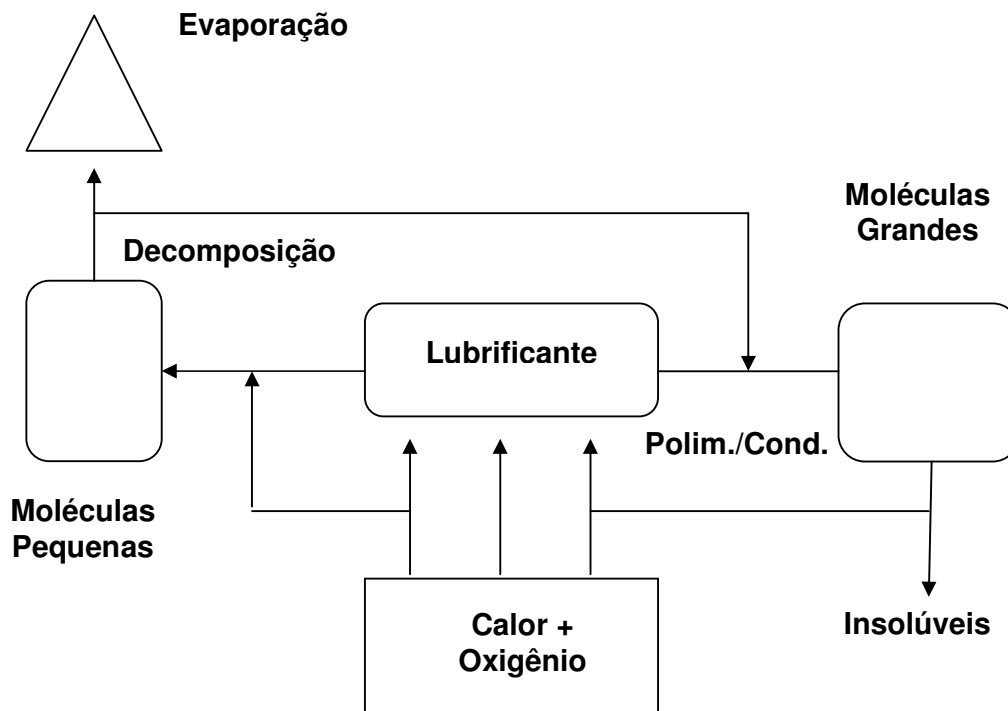 Evaporação
Moléculas
Grandes
Decomposição
Lubrificante
Polim./Cond.
Moléculas
Pequenas
Calor +
Oxigênio
Insolúveis